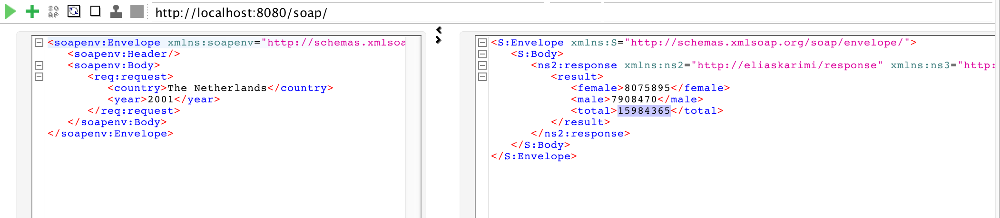 SO
AP
http://localhost:8080/soap/
<soapenv:Envelope xmlns:soapenv="http://schemas.xmlsoa
<soapenv:Header/>
<soapenv:Body>
<req:request>
<country>The Netherlands</country>
<year>2001</year>
</req:request>
</soapenv:Body>
</soapenv:Envelope>
<S:Envelope xmlns:S="http://schemas.xmlsoap.org/soap/envelope/">
<S:Body>
<ns2:response xmlns:ns2="http://eliaskarimi/response" xmlns:ns3="http:
<result>
<female>8075895</female>
<male>7908470</male>
<total>15984365</total>
</result>
</ns2:response>
</S:Body>
</S:Envelope>